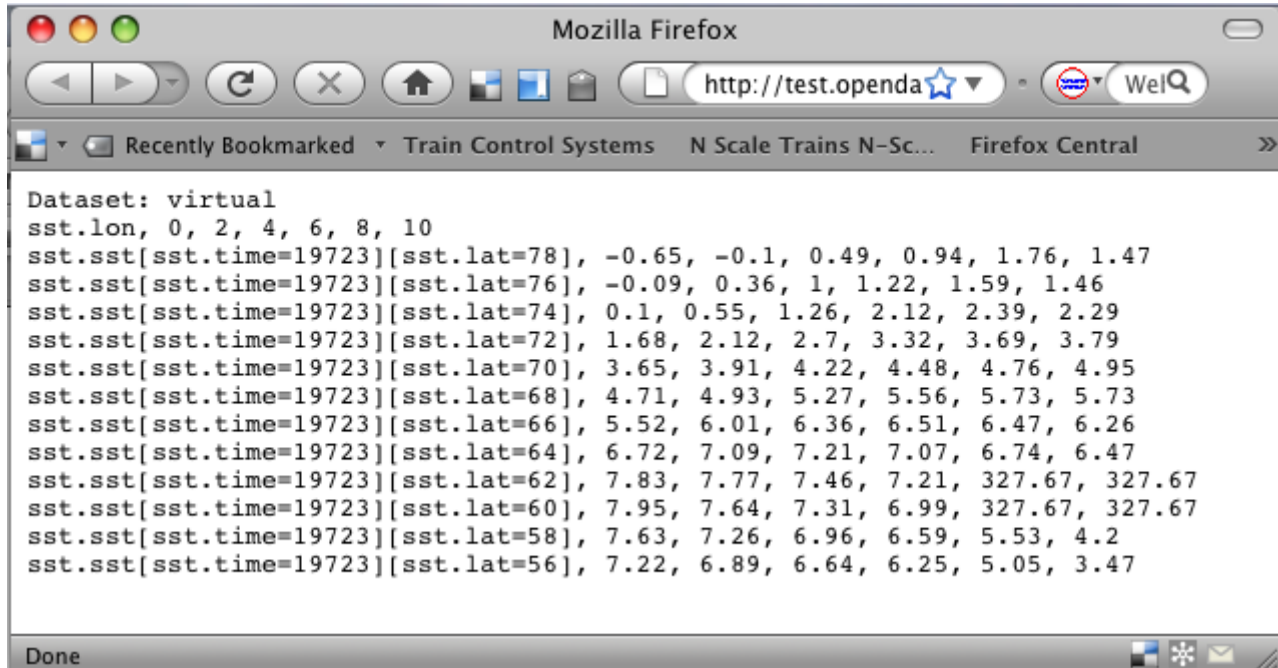 Mozilla Firefox
http://test.openda
Wel
Recently Bookmarked Train Control Systems N Scale Trains N-Sc... Firefox Central »
Dataset: virtual
sst.lon, 0, 2, 4, 6, 8, 10
sst.sst[sst.time=19723][sst.lat=78], -0.65, -0.1, 0.49, 0.94, 1.76, 1.47
sst.sst[sst.time=19723][sst.lat=76], -0.09, 0.36, 1, 1.22, 1.59, 1.46
sst.sst[sst.time=19723][sst.lat=74], 0.1, 0.55, 1.26, 2.12, 2.39, 2.29
sst.sst[sst.time=19723][sst.lat=72], 1.68, 2.12, 2.7, 3.32, 3.69, 3.79
sst.sst[sst.time=19723][sst.lat=70], 3.65, 3.91, 4.22, 4.48, 4.76, 4.95
sst.sst[sst.time=19723][sst.lat=68], 4.71, 4.93, 5.27, 5.56, 5.73, 5.73
sst.sst[sst.time=19723][sst.lat=66], 5.52, 6.01, 6.36, 6.51, 6.47, 6.26
sst.sst[sst.time=19723][sst.lat=64], 6.72, 7.09, 7.21, 7.07, 6.74, 6.47
sst.sst[sst.time=19723][sst.lat=62], 7.83, 7.77, 7.46, 7.21, 327.67, 327.67
sst.sst[sst.time=19723][sst.lat=60], 7.95, 7.64, 7.31, 6.99, 327.67, 327.67
sst.sst[sst.time=19723][sst.lat=58], 7.63, 7.26, 6.96, 6.59, 5.53, 4.2
sst.sst[sst.time=19723][sst.lat=56], 7.22, 6.89, 6.64, 6.25, 5.05, 3.47
Done